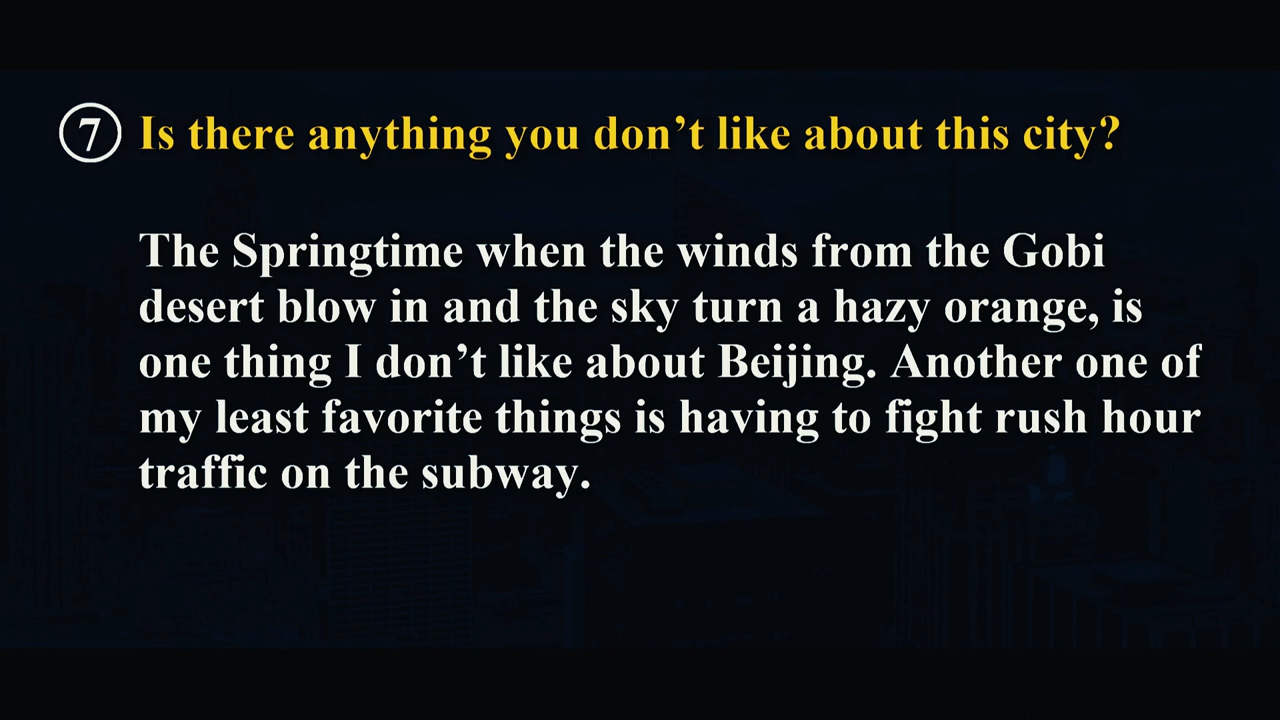 ⑦ Is there anything you don’t like about this city?
The Springtime when the winds from the Gobi
desert blow in and the sky turn a hazy orange, is
one thing I don’t like about Beijing. Another one of
my least favorite things is having to fight rush hour
traffic on the subway.